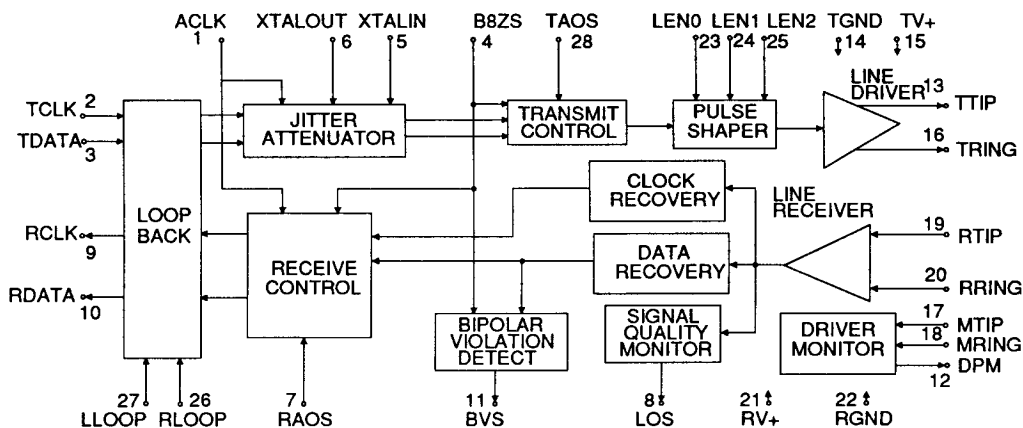 ACLK XTALOUT XTALIN B8ZS TAOS LEN0 LEN1 LEN2 TGND TV+
1 6 5 4 28 23 24 25 14 15
LINE
DRIVER 13
TTIP
16
TRING
TCLK 2
TDATA
3
JITTER
ATTENUATOR
TRANSMIT
CONTROL
PULSE
SHAPER
LOOP
BACK
CLOCK
RECOVERY
LINE
RECEIVER
RCLK
9
RECEIVE
CONTROL
DATA
RECOVERY
19
RTIP
20
RRING
RDATA
10
BIPOLAR
VIOLATION
DETECT
SIGNAL
QUALITY
MONITOR
DRIVER
MONITOR
17
MTIP
18
MRING
DPM
12
27 26 7 11 8 21 22
LLOOP RLOOP RAOS BVS LOS RV+ RGND